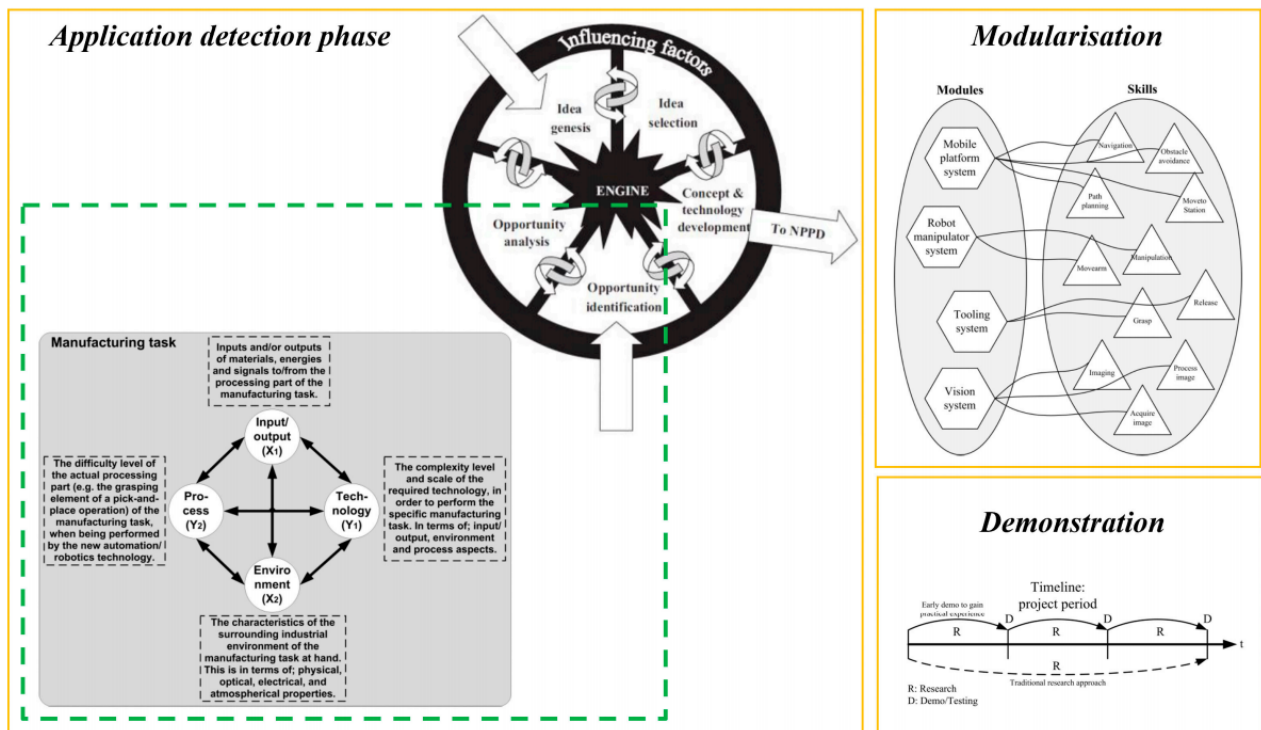 Application detection phase
Influencing factors
Idea
genesis
Idea
selection
ENGINE
Concept &
technology
development
To NPPD
Opportunity
analysis
Opportunity
identification
Manufacturing task
Inputs and/or outputs
of materials, energies
and signals to/from the
processing part of the
manufacturing task.
Input/
output
(X1)
The difficulty level of
the actual processing
part (e.g. the grasping
element of a pick-and-
place operation) of the
manufacturing task,
when being performed
by the new automation/
robotics technology.
Pro-
cess
(Y2)
Tech-
nology
(Y1)
The complexity level
and scale of the
required technology, in
order to perform the
specific manufacturing
task. In terms of; input/
output, environment
and process aspects.
Enviro
nment
(X2)
The characteristics of the
surrounding industrial
environment of the
manufacturing task at hand.
This is in terms of; physical,
optical, electrical, and
atmospherical properties.
Modularisation
Modules
Skills
Mobile
platform
system
Navigation
Obstacle
avoidance
Path
planning
Moveto
Station
Robot
manipulator
system
Manipulation
Movearm
Tooling
system
Release
Grasp
Vision
system
Imaging
Process
image
Acquire
image
Demonstration
Timeline:
project period
Early demo to gain
practical experience
D
D
D
R
R
R
t
R
Traditional research approach
R: Research
D: Demo/Testing